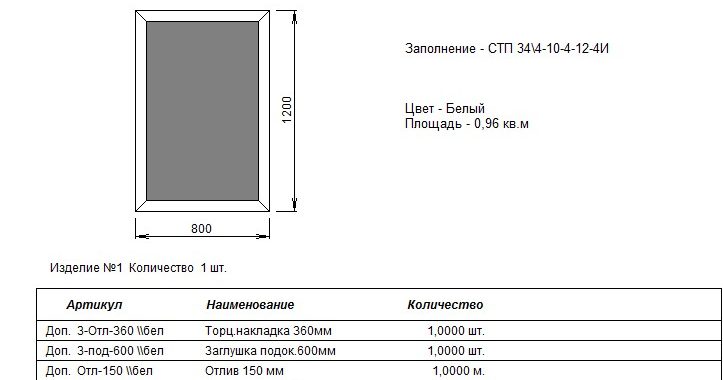 Заполнение - СТП 34\4-10-4-12-4И
1200
Цвет - Белый
Площадь - 0,96 кв.м
800
Изделие №1 Количество 1 шт.
Артикул Наименование Количество
Доп. 3-Отл-360 \\бел Торц.накладка 360мм 1,0000 шт.
Доп. 3-под-600 \\бел Заглушка подок.600мм 1,0000 шт.
Доп. Отл-150 \\бел Отлив 150 мм 1,0000 м.